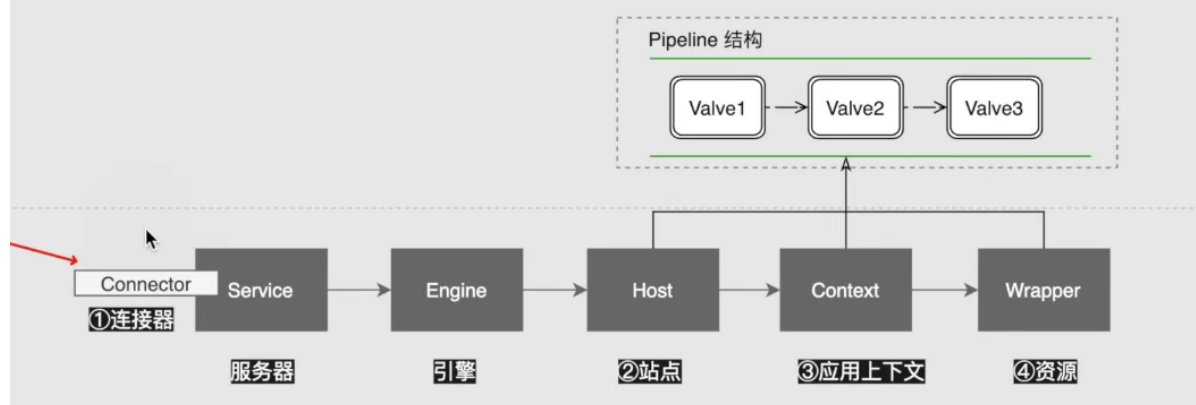 Pipeline 结构
Valve1
Valve2
Valve3
Connector
Service
Engine
Host
Context
Wrapper
①连接器
服务器
引擎
②站点
③应用上下文
④资源